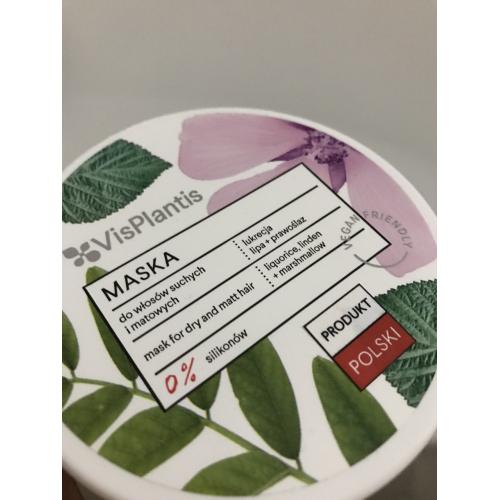 VisPlantis
MASKA
do włosów suchych
i matowych
lukrecja
lipa + prawoślaz
mask for dry and matt hair
liquorice, linden
+ marshmallow
0% silikonów
VEGAN FRIENDLY
PRODUKT
POLSKI